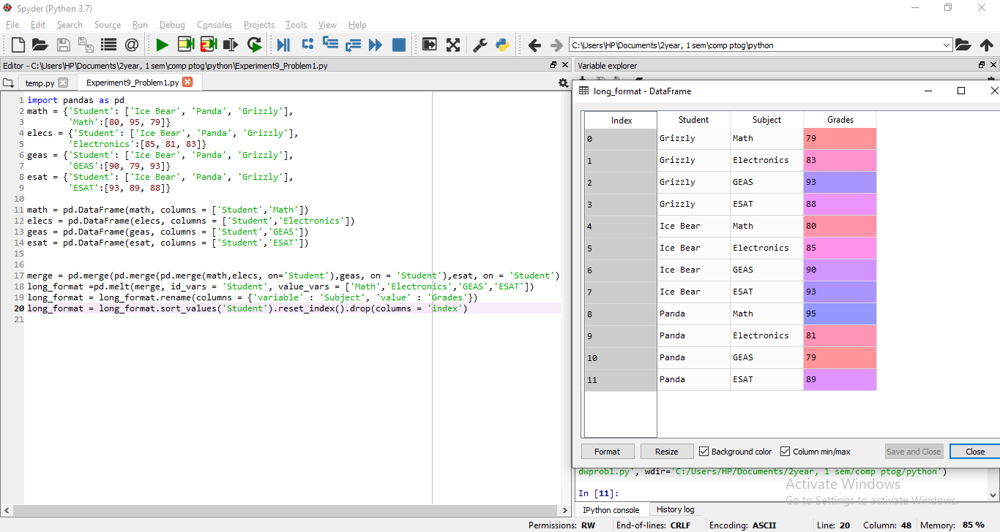 Spyder (Python 3.7)
File Edit Search Source Run Debug Consoles Projects Tools View Help
C:\Users\HP\Documents\2year, 1 sem\comp ptog\python
Editor - C:\Users\HP\Documents\2year, 1 sem\comp ptog\python\Experiment9_Problem1.py
temp.py Experiment9_Problem1.py
1 import pandas as pd
2 math = {'Student': ['Ice Bear', 'Panda', 'Grizzly'],
3 'Math':[80, 95, 79]}
4 elecs = {'Student': ['Ice Bear', 'Panda', 'Grizzly'],
5 'Electronics':[85, 81, 83]}
6 geas = {'Student': ['Ice Bear', 'Panda', 'Grizzly'],
7 'GEAS':[90, 79, 93]}
8 esat = {'Student': ['Ice Bear', 'Panda', 'Grizzly'],
9 'ESAT':[93, 89, 88]}
10
11 math = pd.DataFrame(math, columns = ['Student','Math'])
12 elecs = pd.DataFrame(elecs, columns = ['Student','Electronics'])
13 geas = pd.DataFrame(geas, columns = ['Student','GEAS'])
14 esat = pd.DataFrame(esat, columns = ['Student','ESAT'])
15
16
17 merge = pd.merge(pd.merge(pd.merge(math,elecs, on='Student'),geas, on = 'Student'),esat, on = 'Student')
18 long_format =pd.melt(merge, id_vars = 'Student', value_vars = ['Math','Electronics','GEAS','ESAT'])
19 long_format = long_format.rename(columns = {'variable' : 'Subject', 'value' : 'Grades'})
20 long_format = long_format.sort_values('Student').reset_index().drop(columns = 'index')
21
Variable explorer
long_format - DataFrame
Index Student Subject Grades
0 Grizzly Math 79
1 Grizzly Electronics 83
2 Grizzly GEAS 93
3 Grizzly ESAT 88
4 Ice Bear Math 80
5 Ice Bear Electronics 85
6 Ice Bear GEAS 90
7 Ice Bear ESAT 93
8 Panda Math 95
9 Panda Electronics 81
10 Panda GEAS 79
11 Panda ESAT 89
Format Resize Background color Column min/max Save and Close Close
dwprob1.py', wdir='C:/Users/HP/Documents/2year, 1 sem/comp ptog/python')
In [11]:
Activate Windows
Go to Settings to activate Windows.
IPython console History log
Permissions: RW End-of-lines: CRLF Encoding: ASCII Line: 20 Column: 48 Memory: 85 %